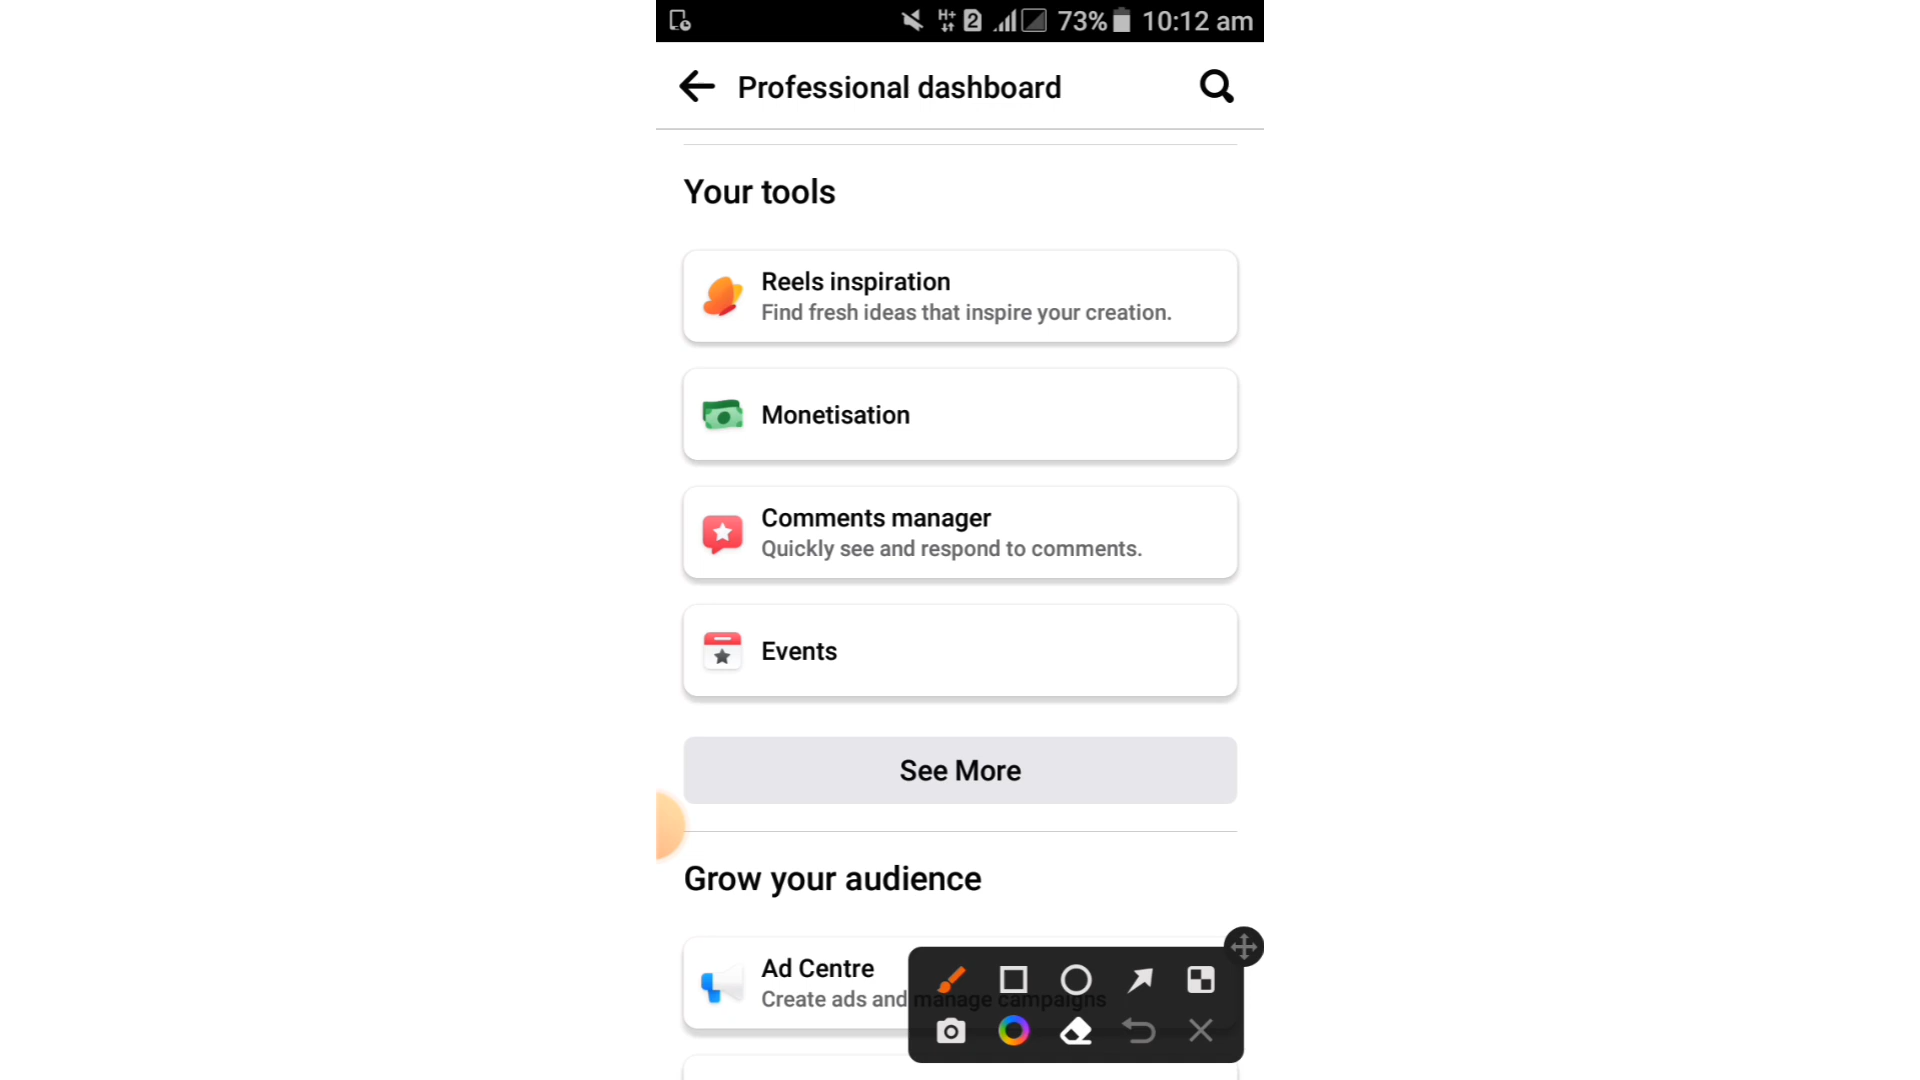 H+ 2 73% 10:12 am
Professional dashboard
Your tools
Reels inspiration
Find fresh ideas that inspire your creation.
Monetisation
Comments manager
Quickly see and respond to comments.
Events
See More
Grow your audience
Ad Centre
Create ads and manage campaigns